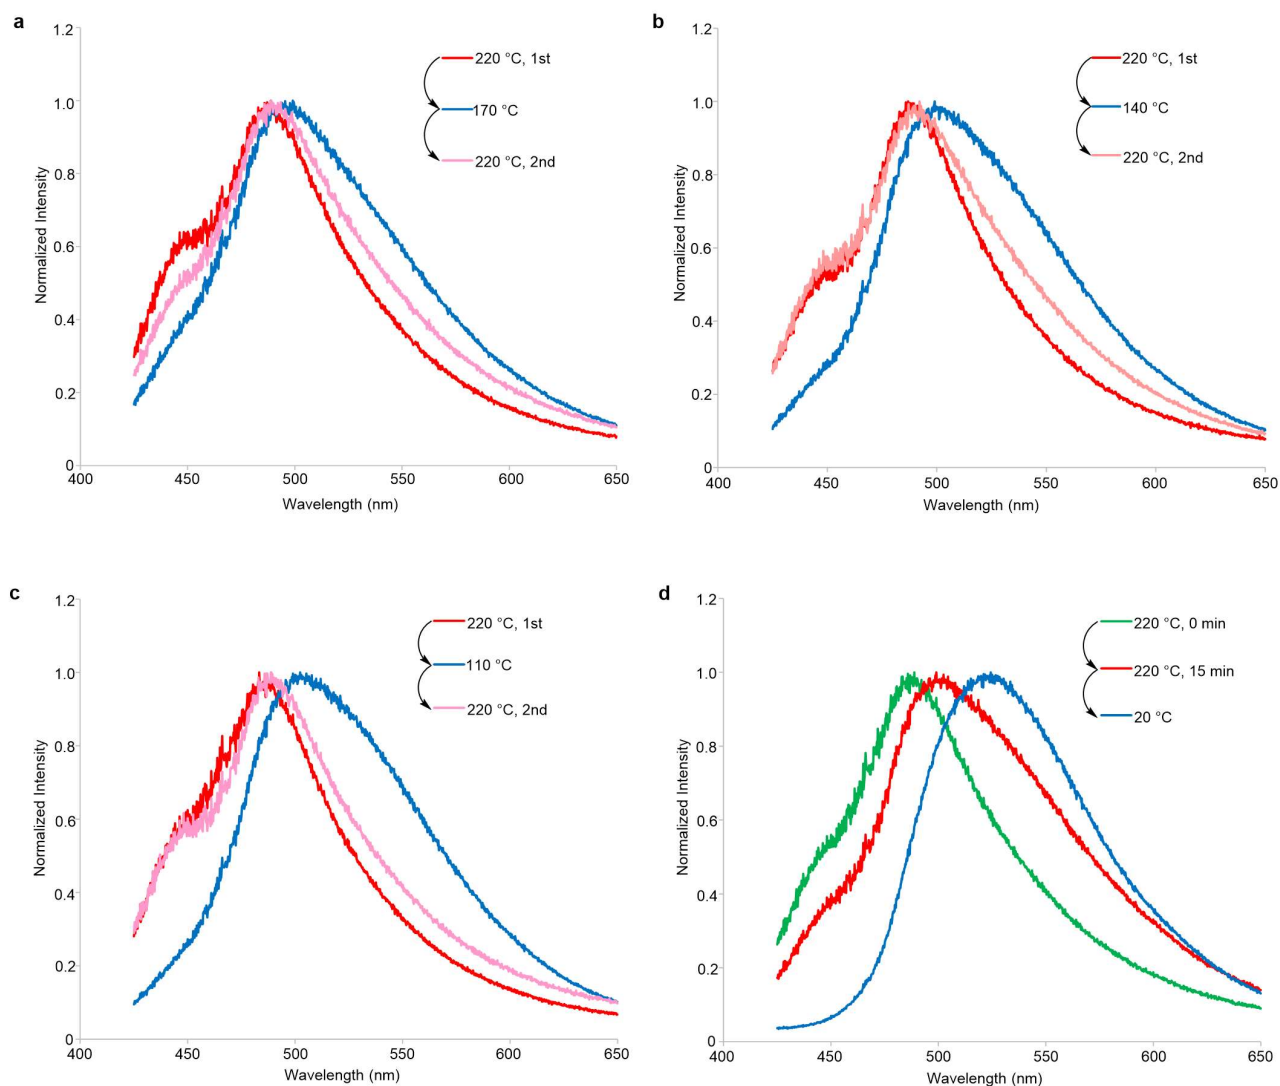 a
1.2
1.0
0.8
0.6
0.4
0.2
0
400 450 500 550 600 650
Normalized Intensity
Wavelength (nm)
220 °C, 1st
170 °C
220 °C, 2nd
b
1.2
1.0
0.8
0.6
0.4
0.2
0
400 450 500 550 600 650
Normalized Intensity
Wavelength (nm)
220 °C, 1st
140 °C
220 °C, 2nd
c
1.2
1.0
0.8
0.6
0.4
0.2
0
400 450 500 550 600 650
Normalized Intensity
Wavelength (nm)
220 °C, 1st
110 °C
220 °C, 2nd
d
1.2
1.0
0.8
0.6
0.4
0.2
0
400 450 500 550 600 650
Normalized Intensity
Wavelength (nm)
220 °C, 0 min
220 °C, 15 min
20 °C